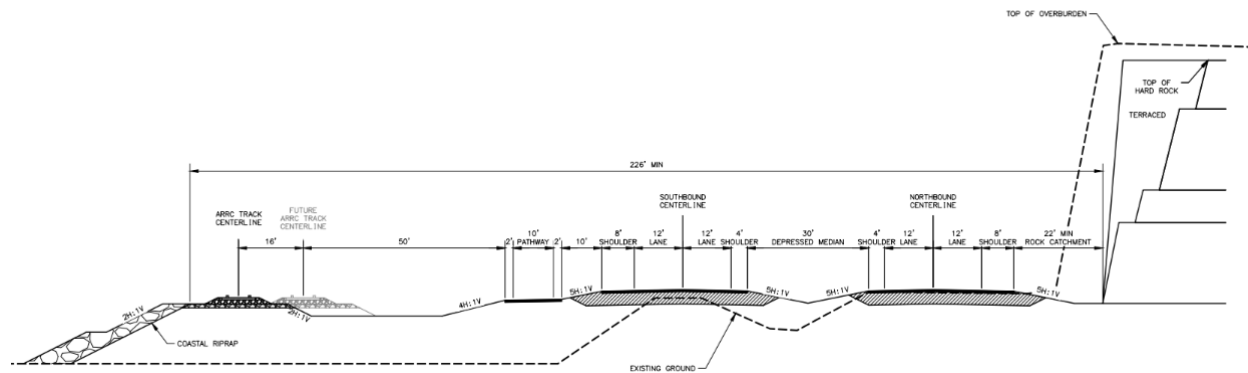 TOP OF OVERBURDEN
TOP OF
HARD ROCK
TERRACED
226' MIN
ARRC TRACK
CENTERLINE
FUTURE
ARRC TRACK
CENTERLINE
SOUTHBOUND
CENTERLINE
NORTHBOUND
CENTERLINE
16'
50'
2'
10'
PATHWAY
2'
10'
8'
SHOULDER
12'
LANE
12'
LANE
4'
SHOULDER
30'
DEPRESSED MEDIAN
4'
SHOULDER
12'
LANE
12'
LANE
8'
SHOULDER
22' MIN
ROCK CATCHMENT
2H:1V
2H:1V
4H:1V
5H:1V
5H:1V
5H:1V
COASTAL RIPRAP
EXISTING GROUND